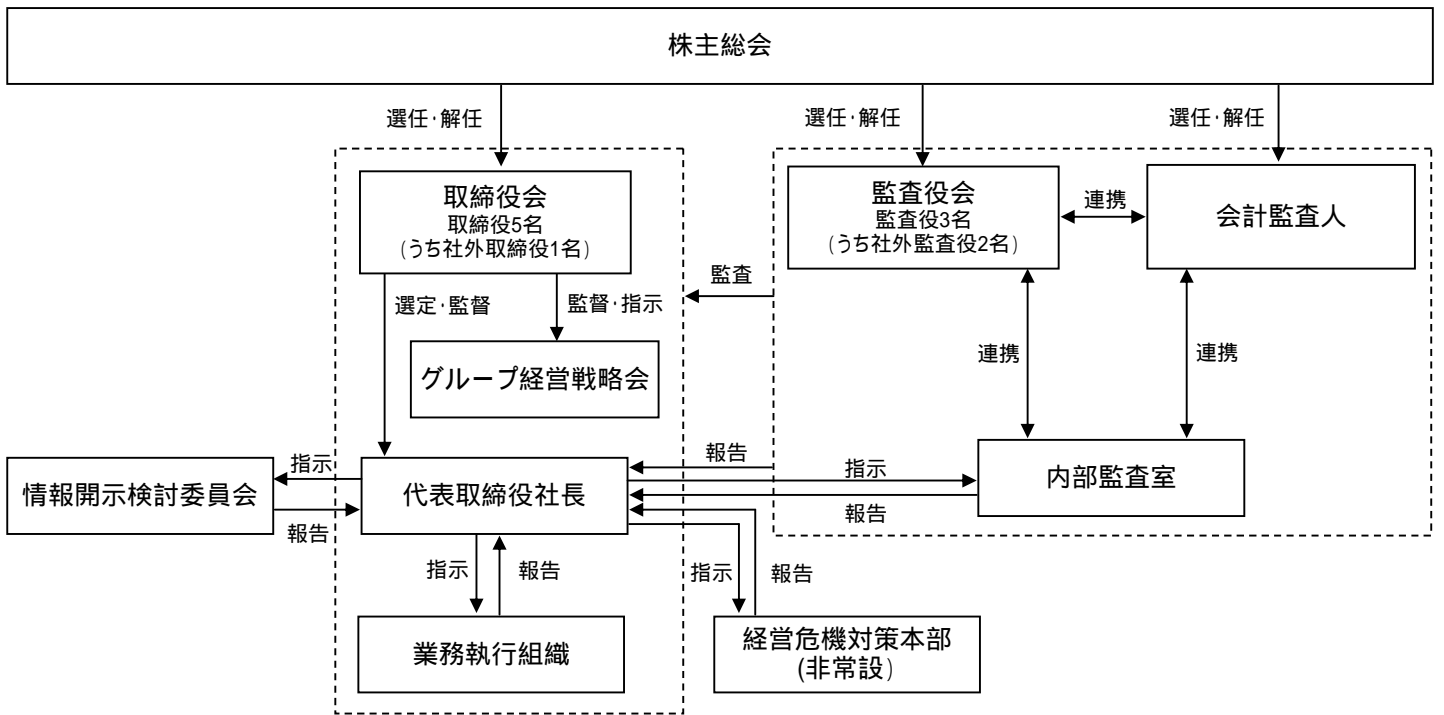 株主総会
選任・解任
選任・解任
選任・解任
取締役会
取締役5名
(うち社外取締役1名)
監査役会
監査役3名
(うち社外監査役2名)
連携
会計監査人
監査
選定・監督
監督・指示
連携
連携
グループ経営戦略会
報告
指示
指示
情報開示検討委員会
代表取締役社長
内部監査室
報告
報告
指示
報告
指示
報告
業務執行組織
経営危機対策本部
(非常設)